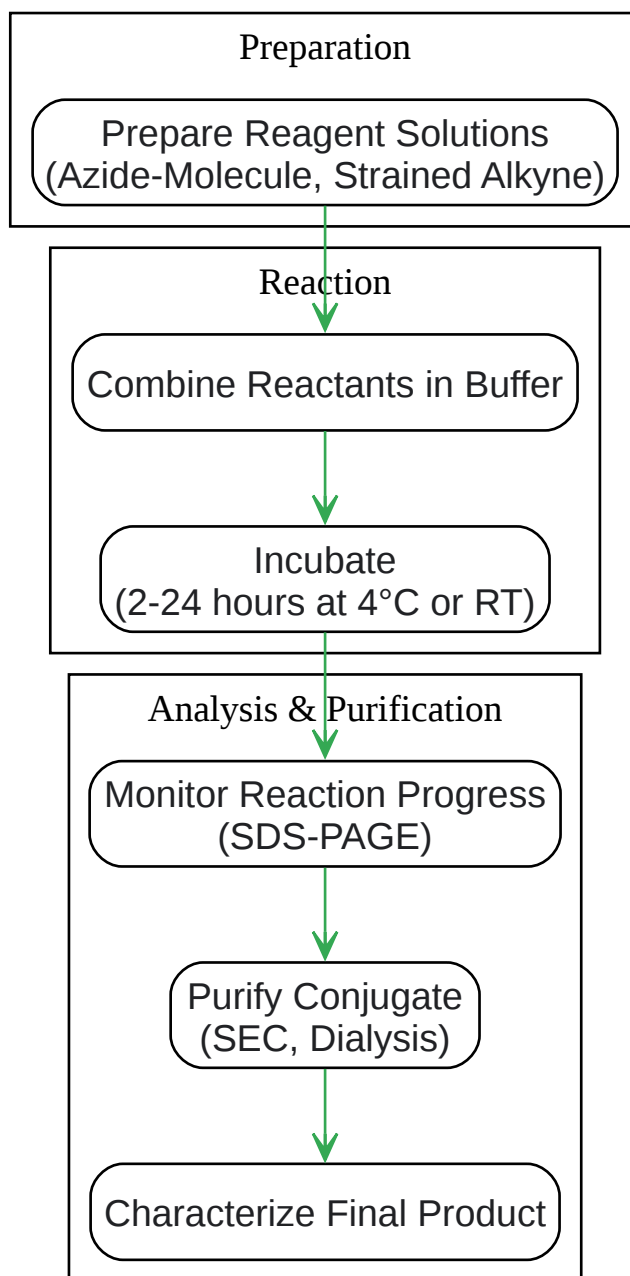 Preparation
Prepare Reagent Solutions
(Azide-Molecule, Strained Alkyne)
Reaction
Combine Reactants in Buffer
Incubate
(2-24 hours at 4°C or RT)
Analysis & Purification
Monitor Reaction Progress
(SDS-PAGE)
Purify Conjugate
(SEC, Dialysis)
Characterize Final Product